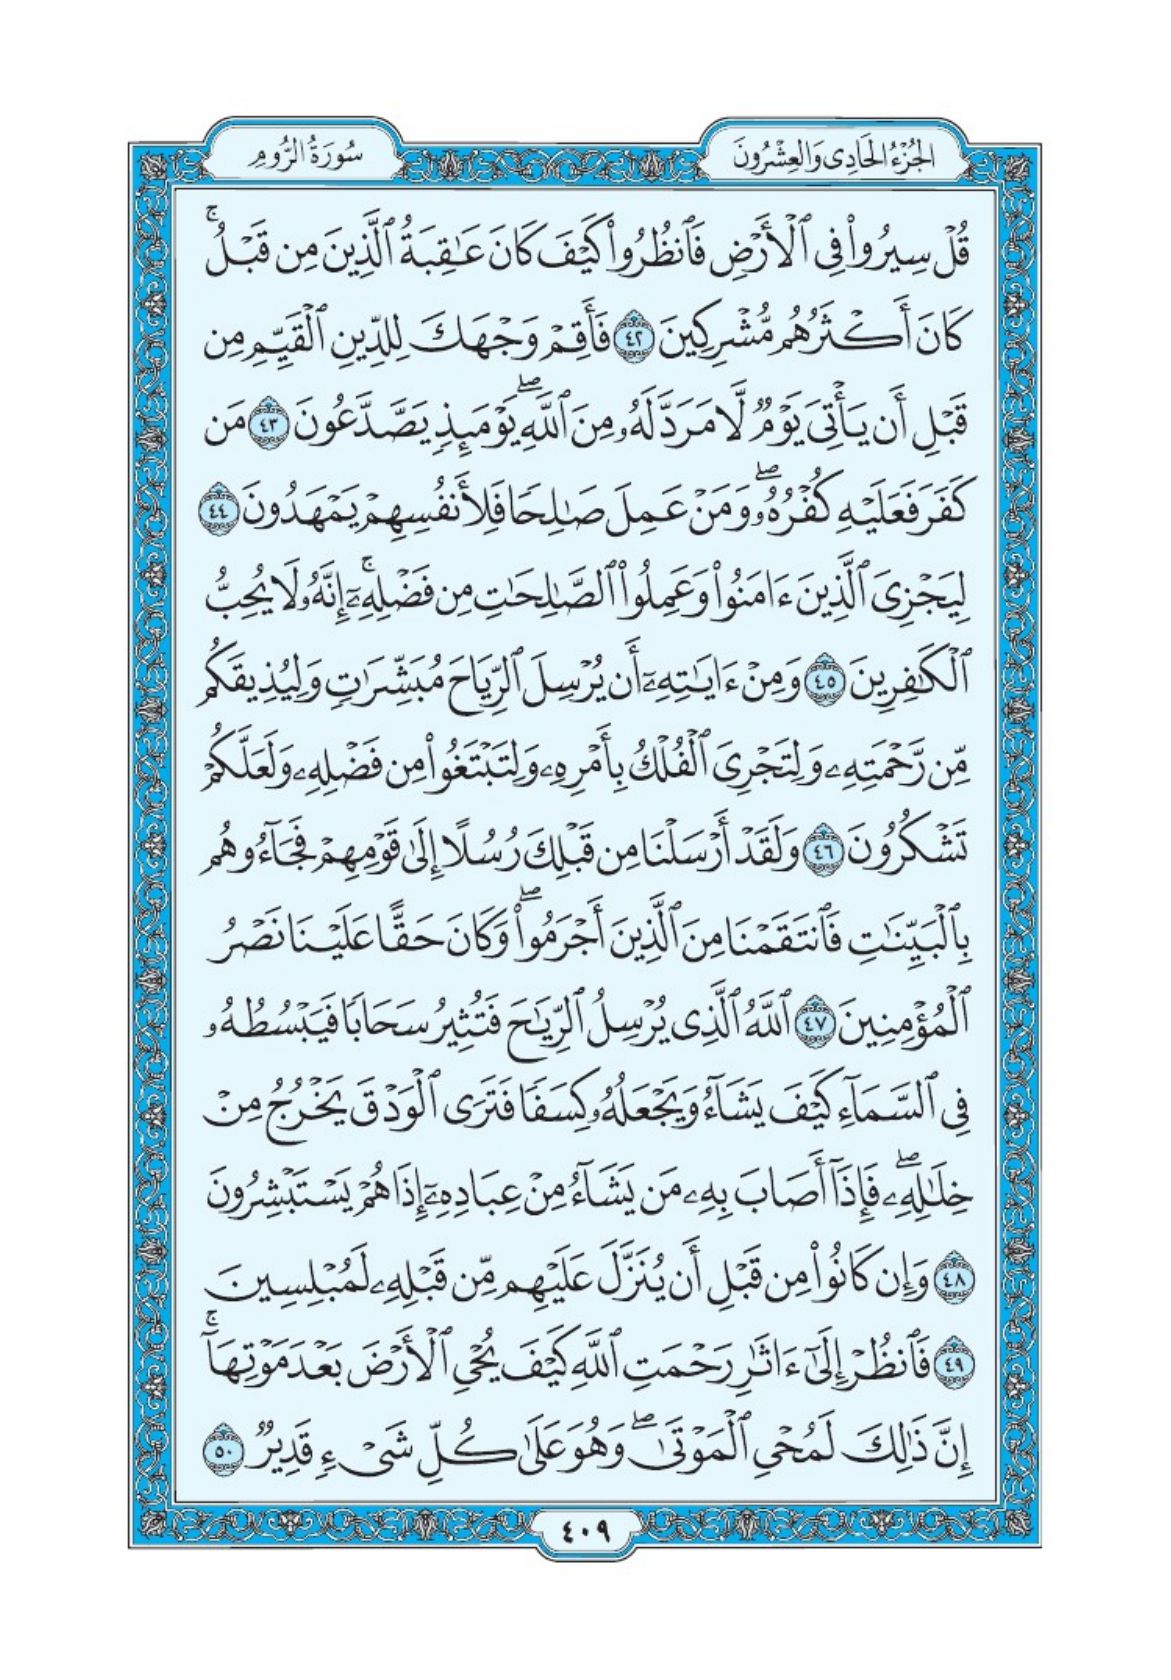 الجُزْءُ الحَادِى وَالعِشْرُونَ
سُورَةُ الرُّومِ
قُلْ سِيرُوا۟ فِى ٱلْأَرْضِ فَٱنظُرُوا۟ كَيْفَ كَانَ عَـٰقِبَةُ ٱلَّذِينَ مِن قَبْلُ ۚ
كَانَ أَكْثَرُهُم مُّشْرِكِينَ ٤٢ فَأَقِمْ وَجْهَكَ لِلدِّينِ ٱلْقَيِّمِ مِن
قَبْلِ أَن يَأْتِىَ يَوْمٌ لَّا مَرَدَّ لَهُۥ مِنَ ٱللَّهِ ۖ يَوْمَئِذٍ يَصَّدَّعُونَ ٤٣ مَن
كَفَرَ فَعَلَيْهِ كُفْرُهُۥ ۖ وَمَنْ عَمِلَ صَـٰلِحًا فَلِأَنفُسِهِمْ يَمْهَدُونَ ٤٤
لِيَجْزِىَ ٱلَّذِينَ ءَامَنُوا۟ وَعَمِلُوا۟ ٱلصَّـٰلِحَـٰتِ مِن فَضْلِهِۦٓ ۚ إِنَّهُۥ لَا يُحِبُّ
ٱلْكَـٰفِرِينَ ٤٥ وَمِنْ ءَايَـٰتِهِۦٓ أَن يُرْسِلَ ٱلرِّيَاحَ مُبَشِّرَٰتٍ وَلِيُذِيقَكُم
مِّن رَّحْمَتِهِۦ وَلِتَجْرِىَ ٱلْفُلْكُ بِأَمْرِهِۦ وَلِتَبْتَغُوا۟ مِن فَضْلِهِۦ وَلَعَلَّكُمْ
تَشْكُرُونَ ٤٦ وَلَقَدْ أَرْسَلْنَا مِن قَبْلِكَ رُسُلًا إِلَىٰ قَوْمِهِمْ فَجَآءُوهُم
بِٱلْبَيِّنَـٰتِ فَٱنتَقَمْنَا مِنَ ٱلَّذِينَ أَجْرَمُوا۟ ۖ وَكَانَ حَقًّا عَلَيْنَا نَصْرُ
ٱلْمُؤْمِنِينَ ٤٧ ٱللَّهُ ٱلَّذِى يُرْسِلُ ٱلرِّيَـٰحَ فَتُثِيرُ سَحَابًا فَيَبْسُطُهُۥ
فِى ٱلسَّمَآءِ كَيْفَ يَشَآءُ وَيَجْعَلُهُۥ كِسَفًا فَتَرَى ٱلْوَدْقَ يَخْرُجُ مِنْ
خِلَـٰلِهِۦ ۖ فَإِذَآ أَصَابَ بِهِۦ مَن يَشَآءُ مِنْ عِبَادِهِۦٓ إِذَا هُمْ يَسْتَبْشِرُونَ
٤٨ وَإِن كَانُوا۟ مِن قَبْلِ أَن يُنَزَّلَ عَلَيْهِم مِّن قَبْلِهِۦ لَمُبْلِسِينَ
٤٩ فَٱنظُرْ إِلَىٰٓ ءَاثَـٰرِ رَحْمَتِ ٱللَّهِ كَيْفَ يُحْىِ ٱلْأَرْضَ بَعْدَ مَوْتِهَآ ۚ
إِنَّ ذَٰلِكَ لَمُحْىِ ٱلْمَوْتَىٰ ۖ وَهُوَ عَلَىٰ كُلِّ شَىْءٍ قَدِيرٌ ٥٠
٤٠٩